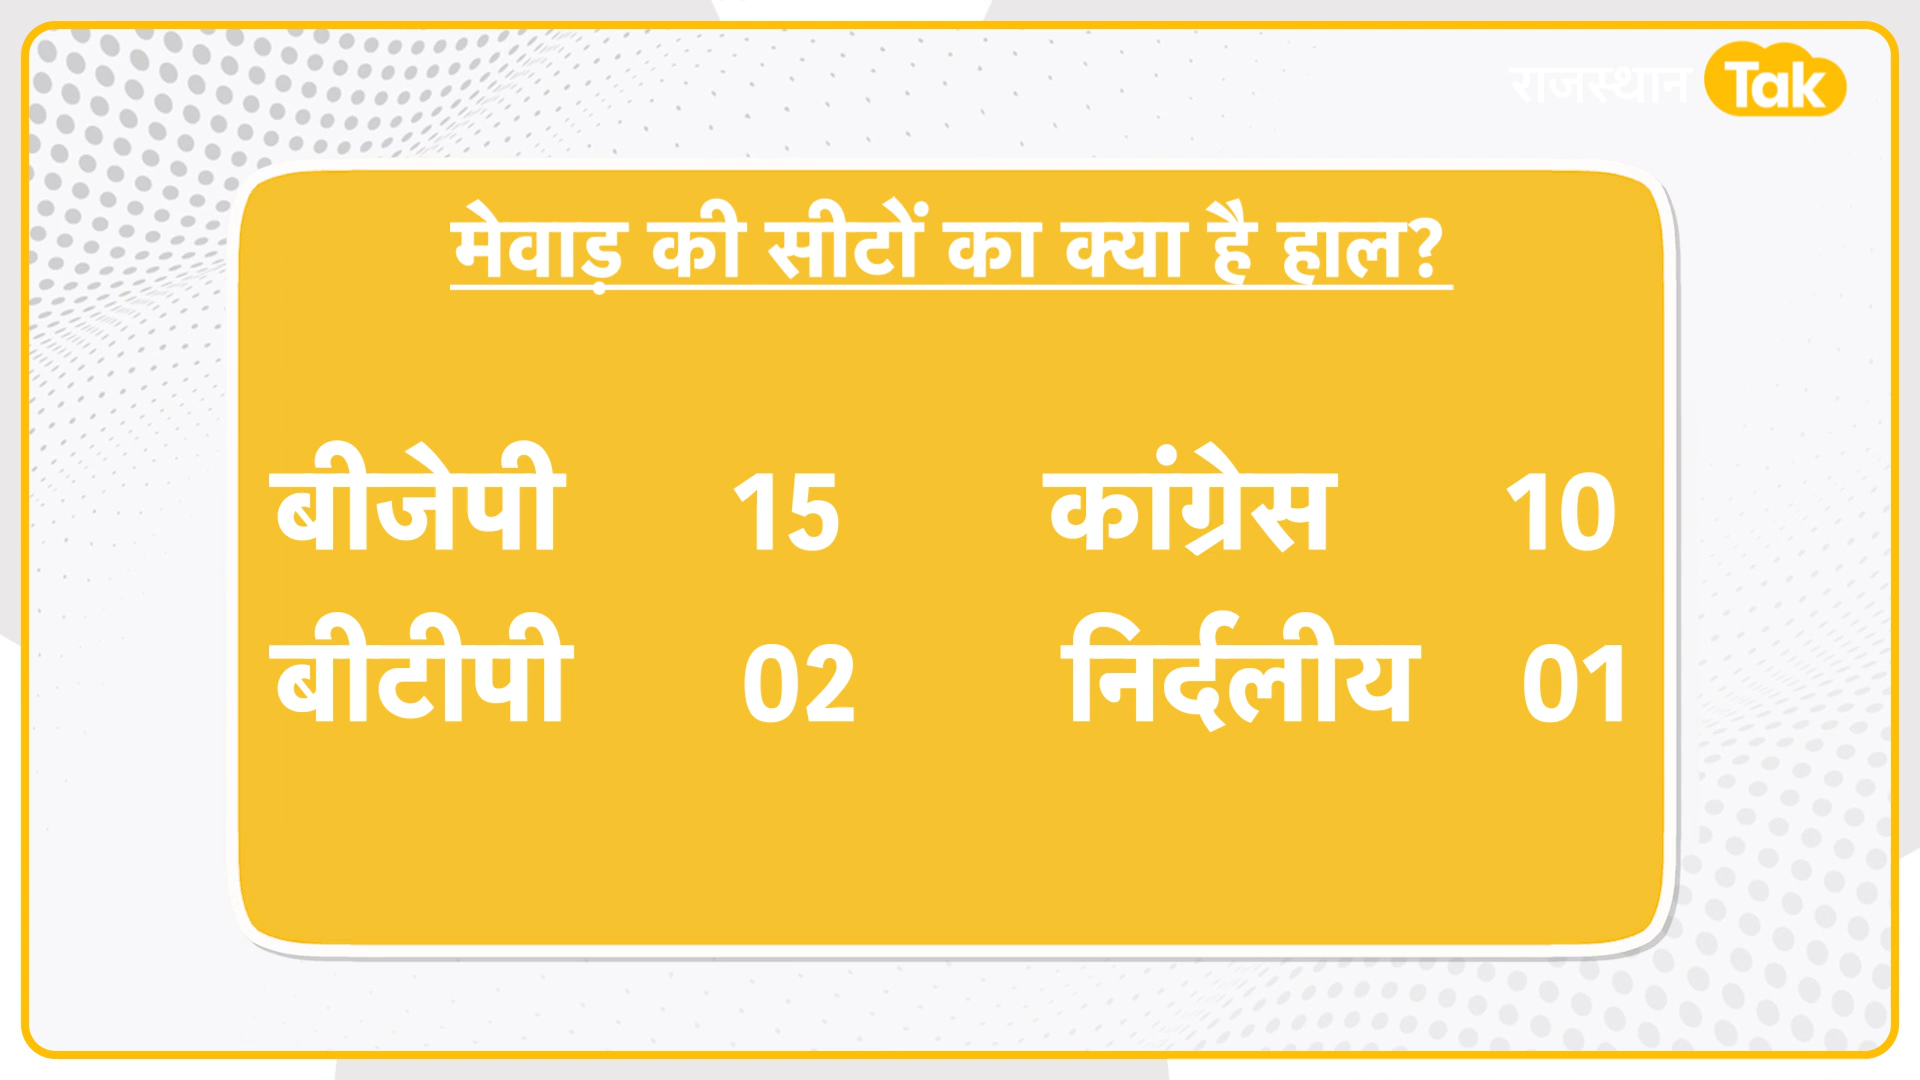 राजस्थान Tak
मेवाड़ की सीटों का क्या है हाल?
बीजेपी 15 कांग्रेस 10
बीटीपी 02 निर्दलीय 01